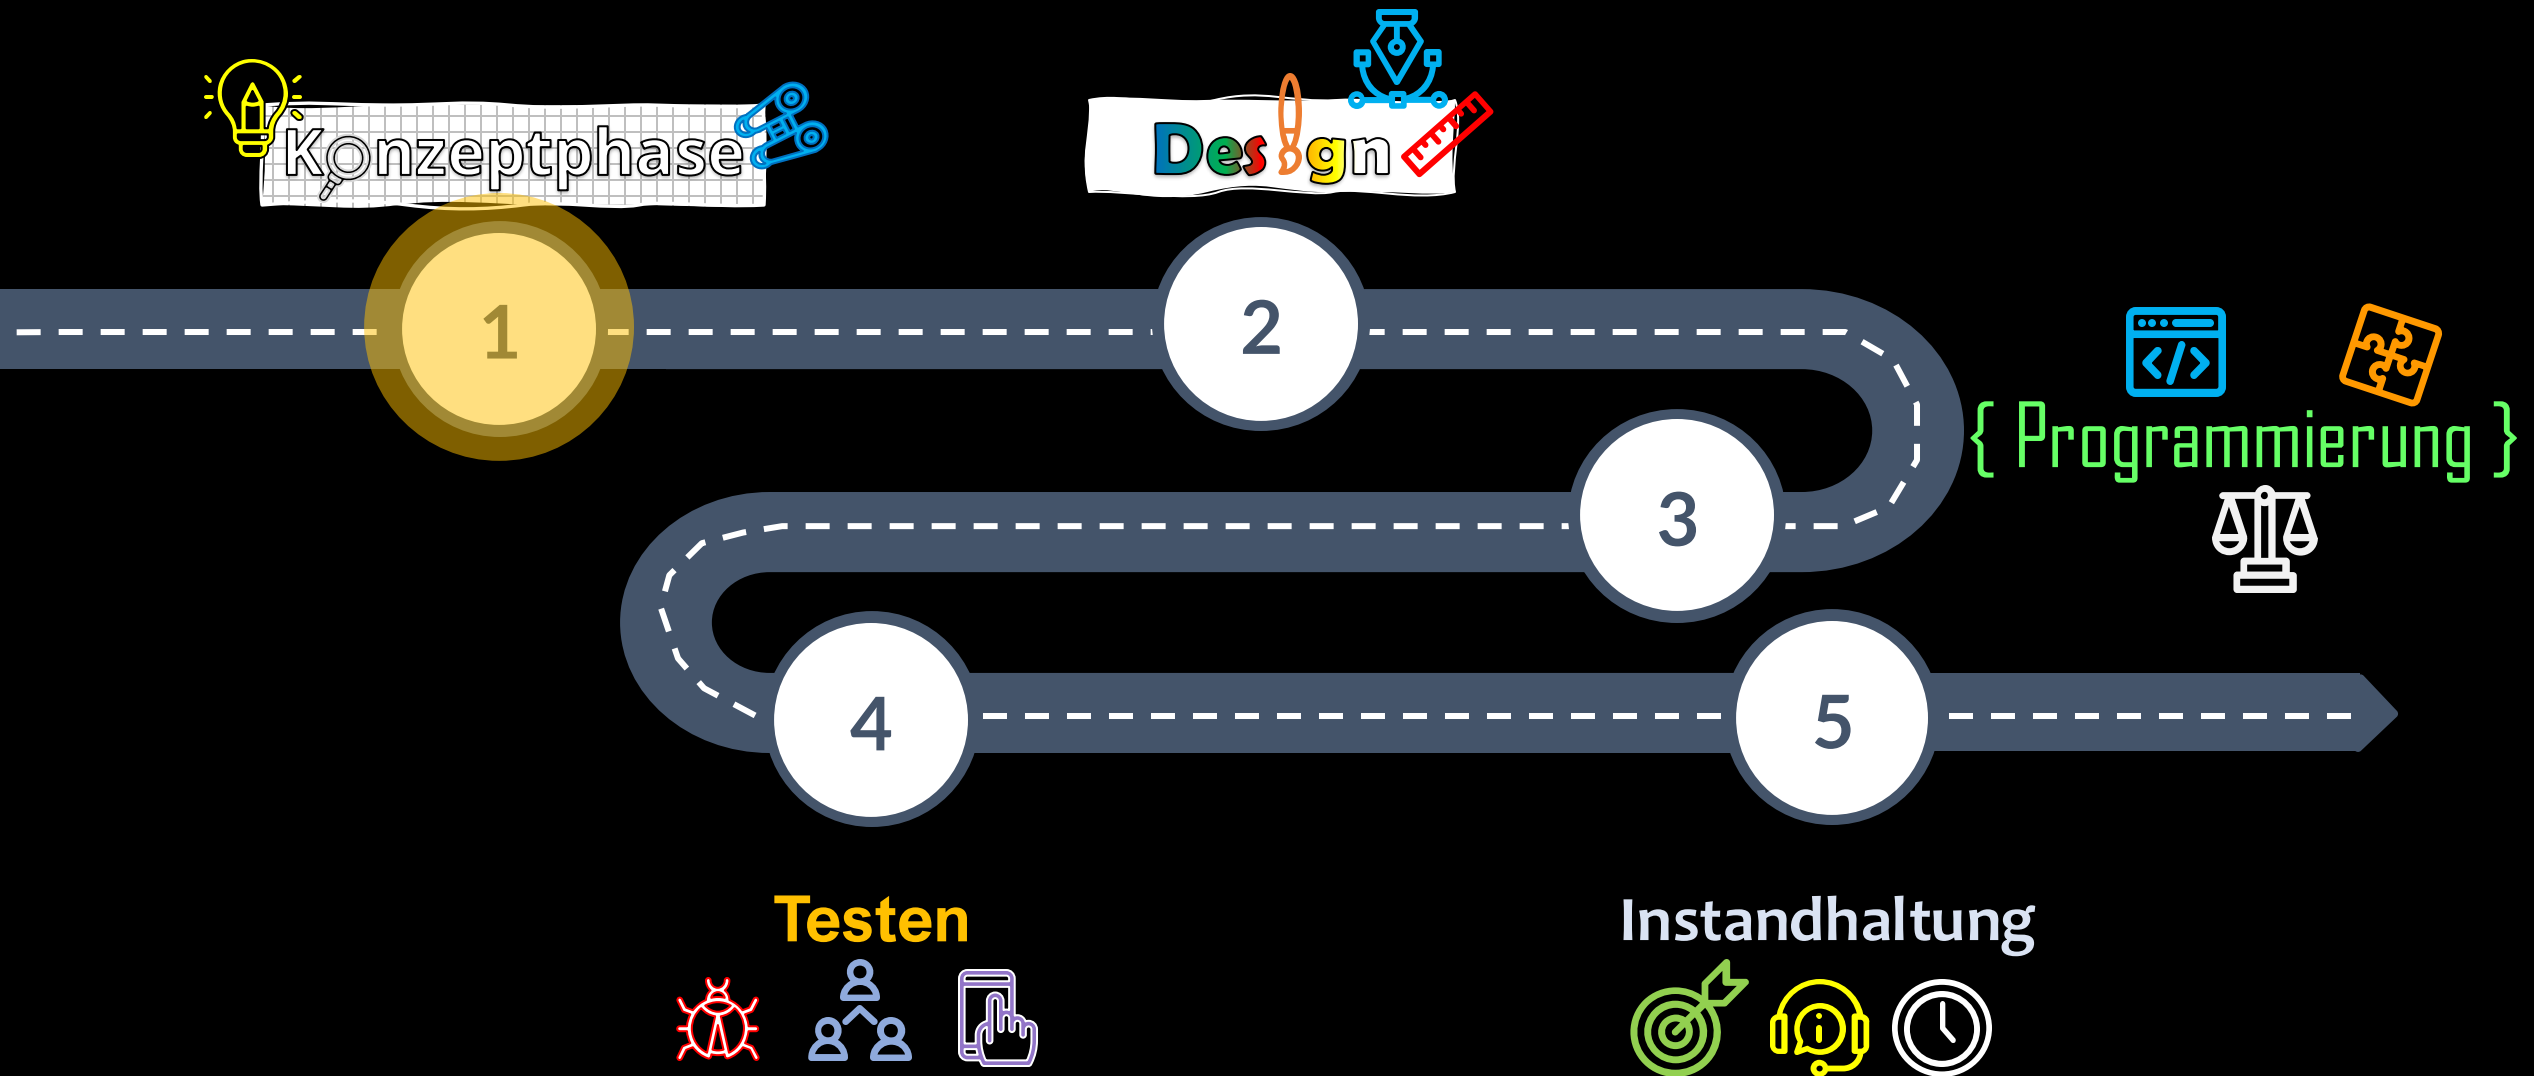 Konzeptphase
Design
1
2
{ Programmierung }
3
4
5
Testen
Instandhaltung